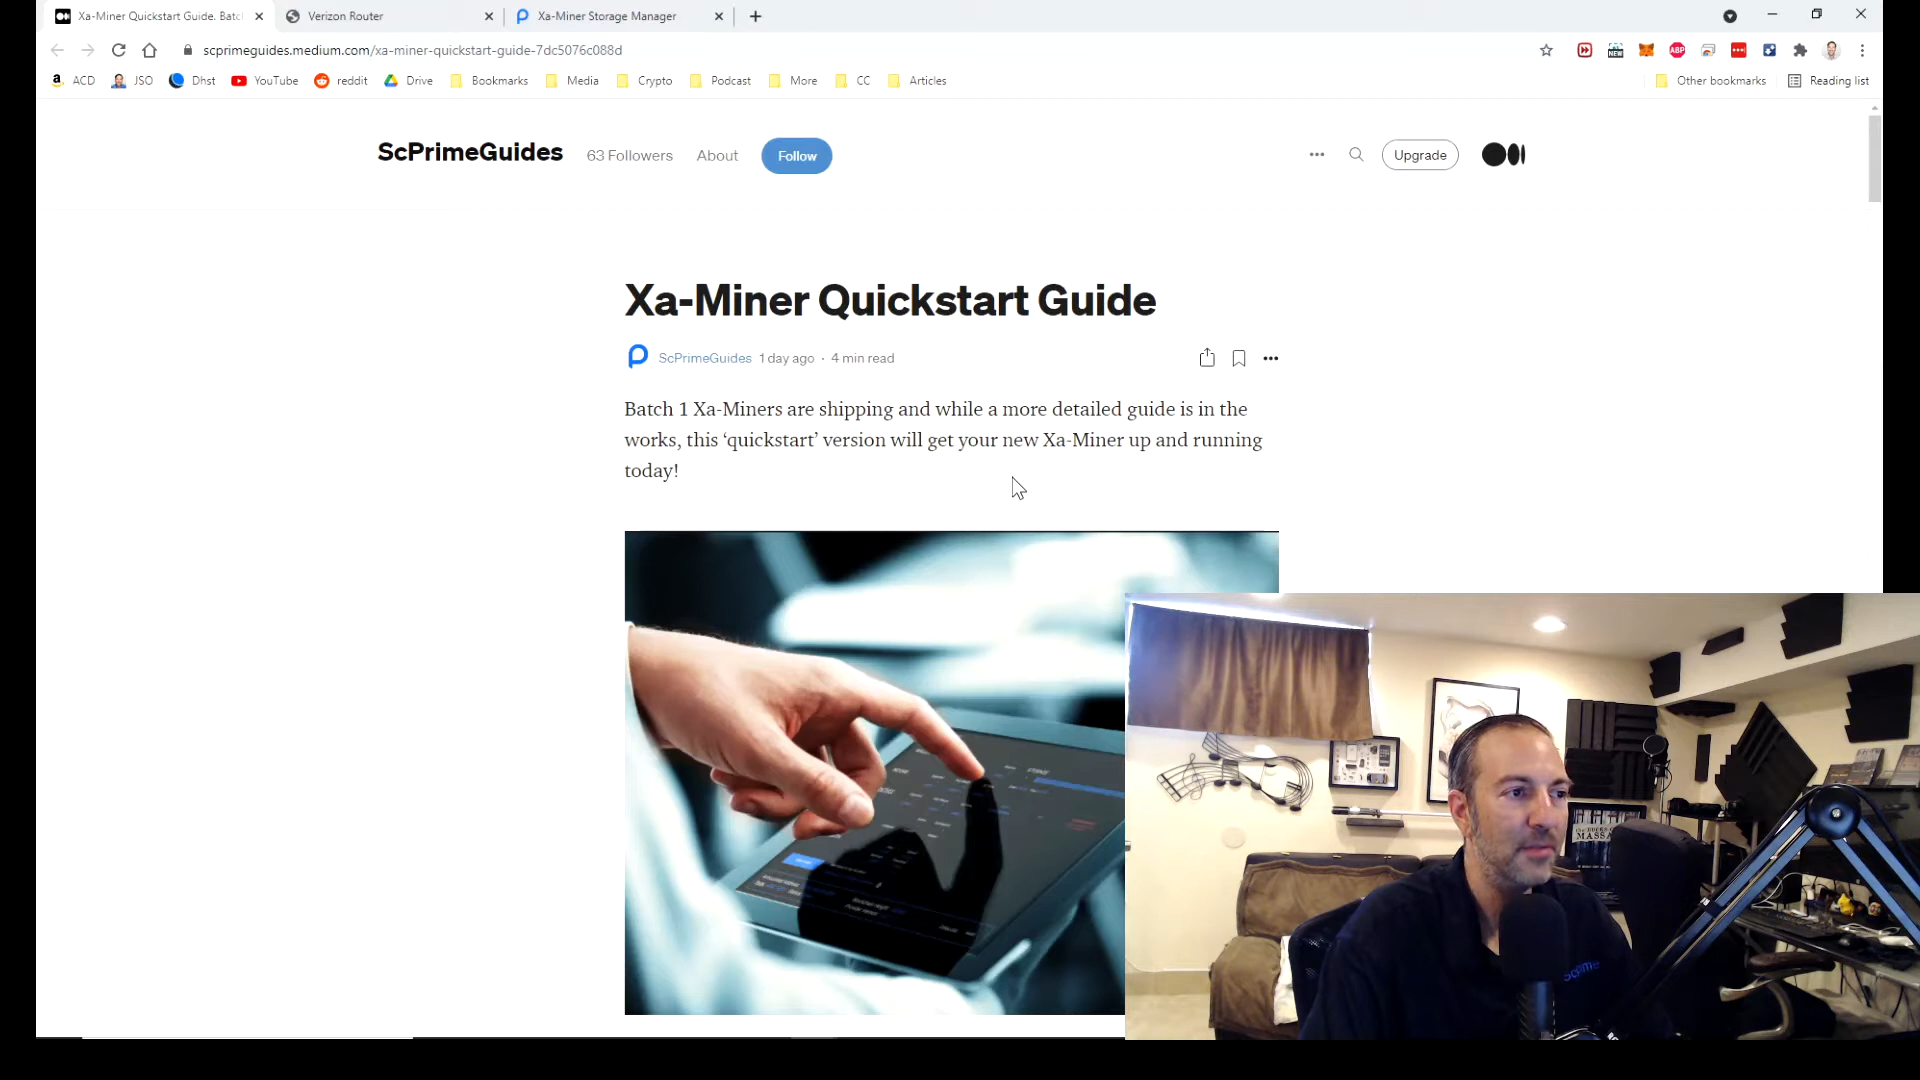 Xa-Miner Quickstart Guide. Batc
Verizon Router
Xa-Miner Storage Manager
scprimeguides.medium.com/xa-miner-quickstart-guide-7dc5076c088d
ABP
NEW
ACD
JSO
Dhst
YouTube
reddit
Drive
Bookmarks
Media
Crypto
Podcast
More
CC
Articles
Other bookmarks
Reading list
ScPrimeGuides
63 Followers
About
Follow
Upgrade
Xa-Miner Quickstart Guide
ScPrimeGuides 1 day ago · 4 min read
Batch 1 Xa-Miners are shipping and while a more detailed guide is in the
works, this ‘quickstart’ version will get your new Xa-Miner up and running
today!